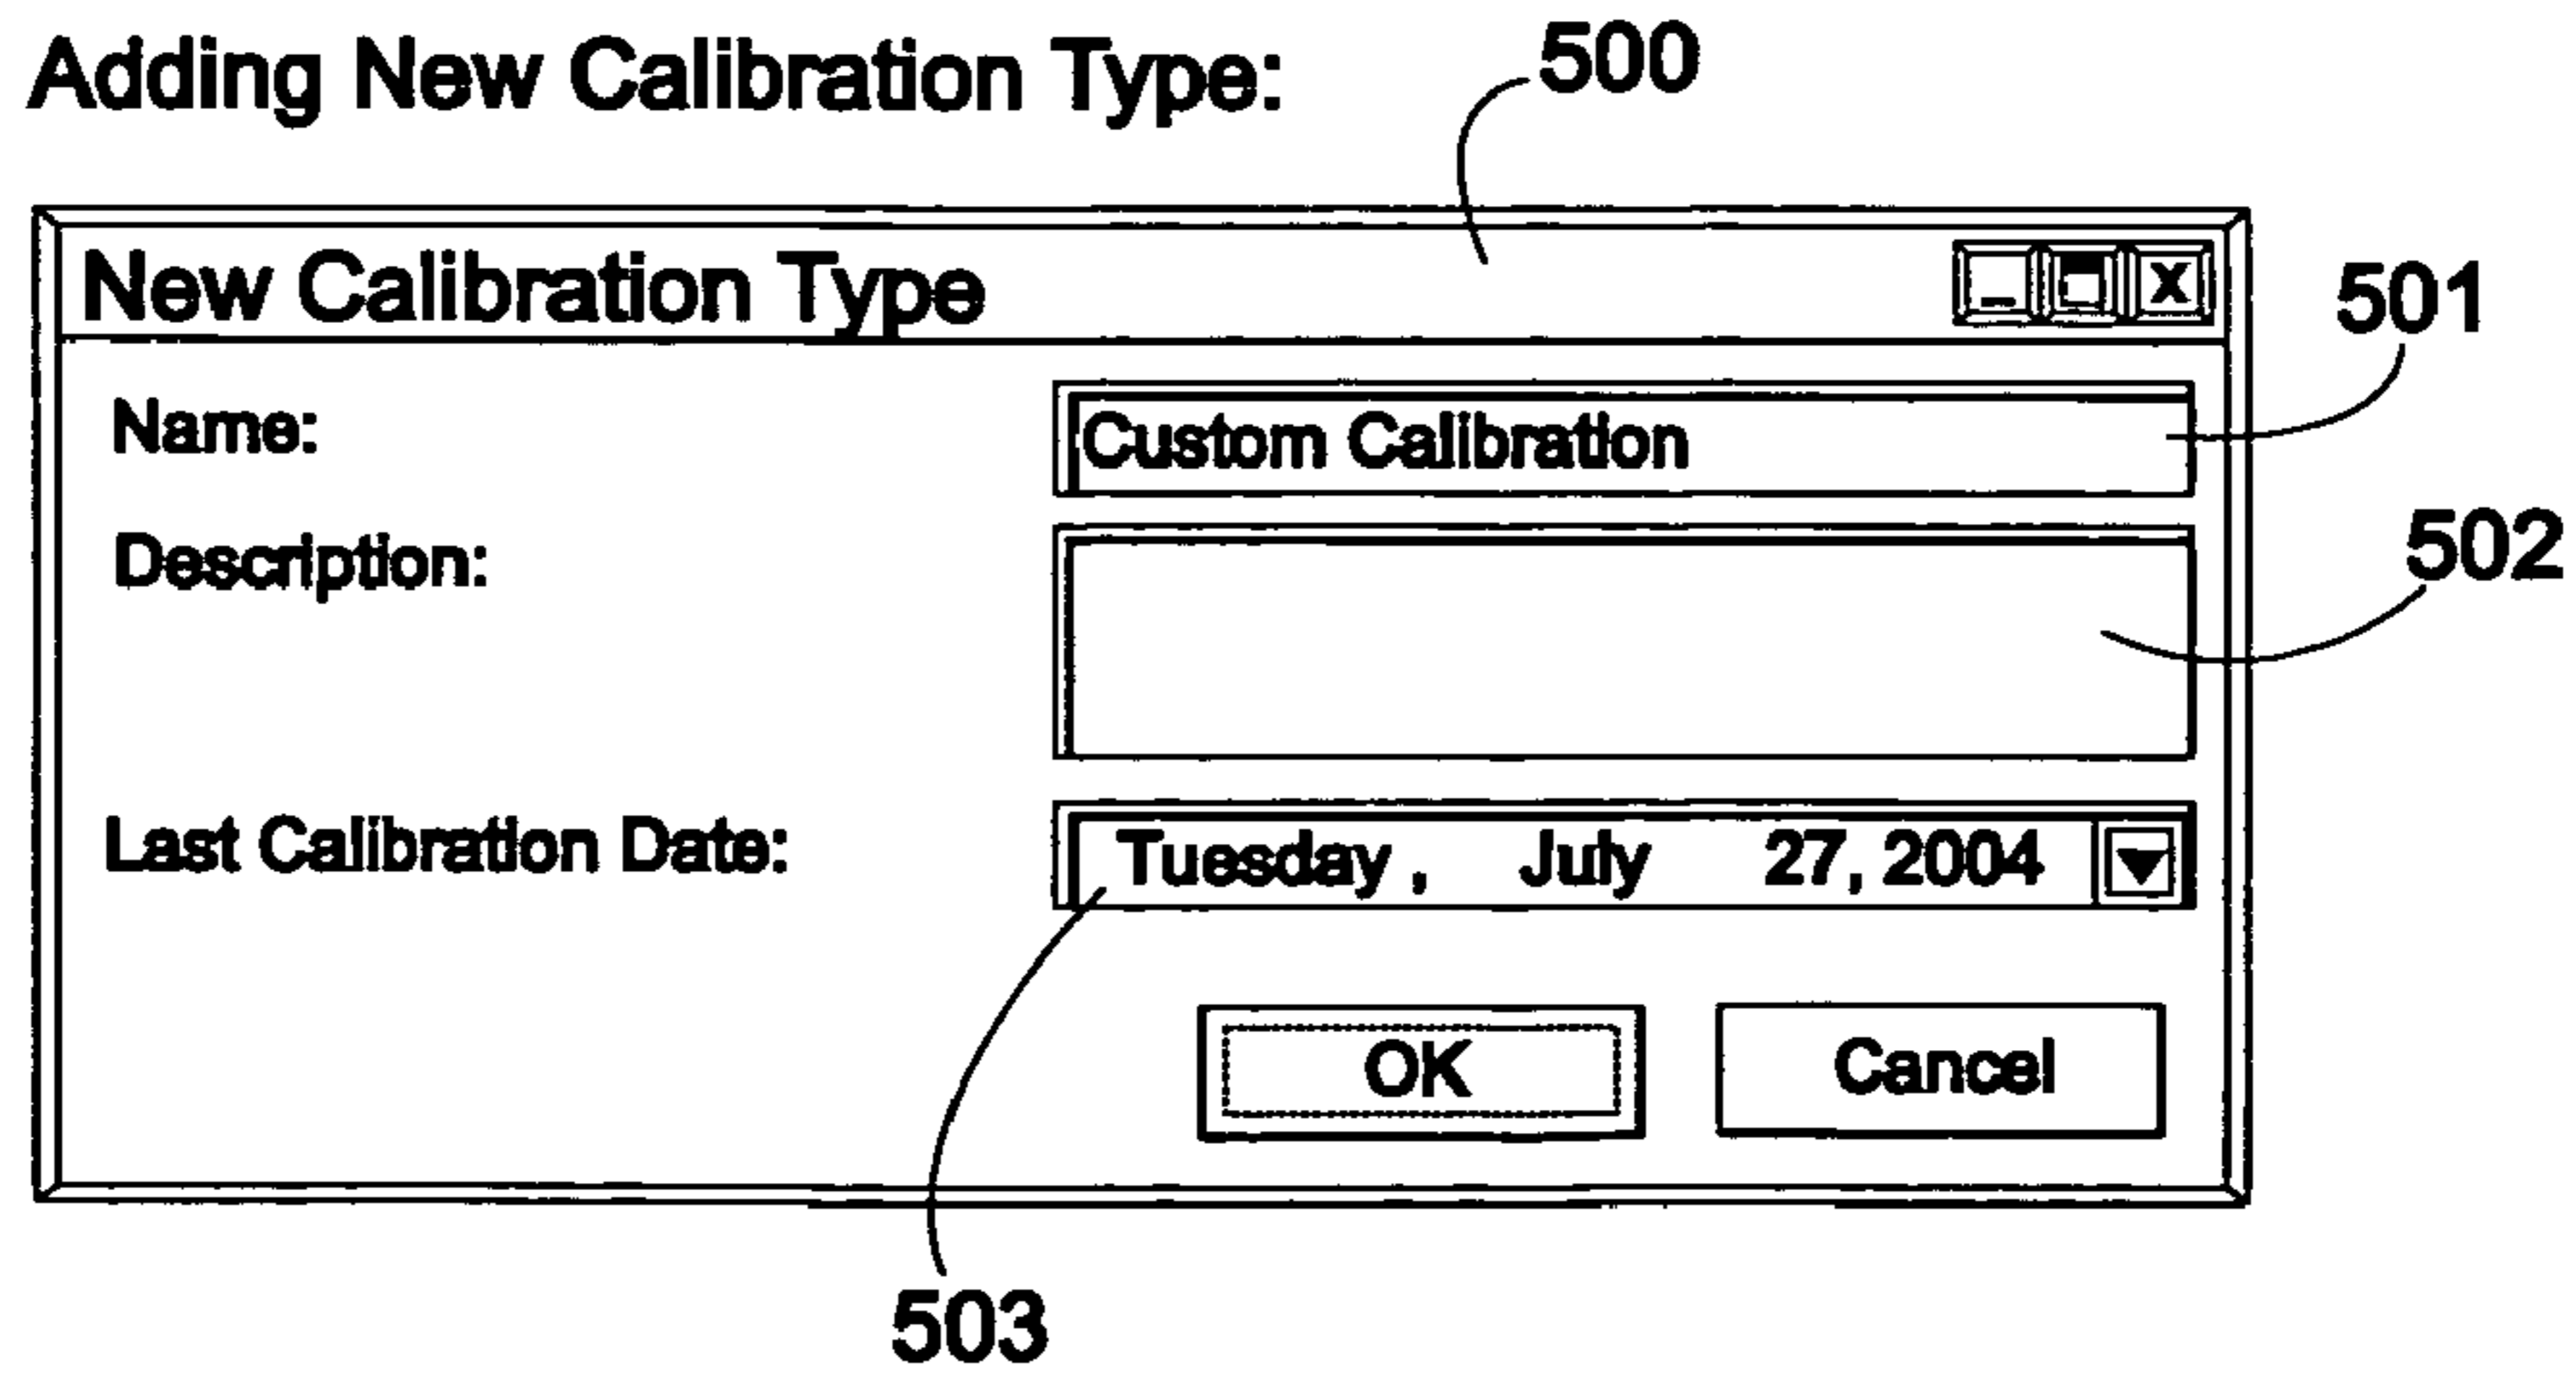 Adding New Calibration Type:
500
New Calibration Type
X
501
Name:
Custom Calibration
502
Description:
Last Calibration Date:
Tuesday , July 27, 2004
OK
Cancel
503